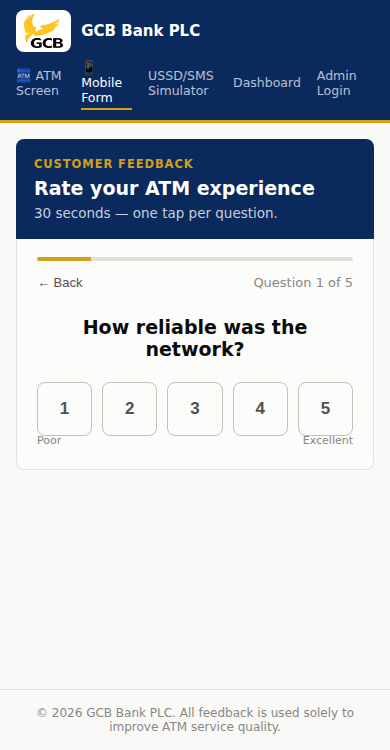 GCB
GCB Bank PLC
🏧 ATM
Screen
📱
Mobile
Form
USSD/SMS
Simulator
Dashboard
Admin
Login
CUSTOMER FEEDBACK
Rate your ATM experience
30 seconds — one tap per question.
← Back
Question 1 of 5
How reliable was the
network?
1 2 3 4 5
Poor Excellent
© 2026 GCB Bank PLC. All feedback is used solely to
improve ATM service quality.